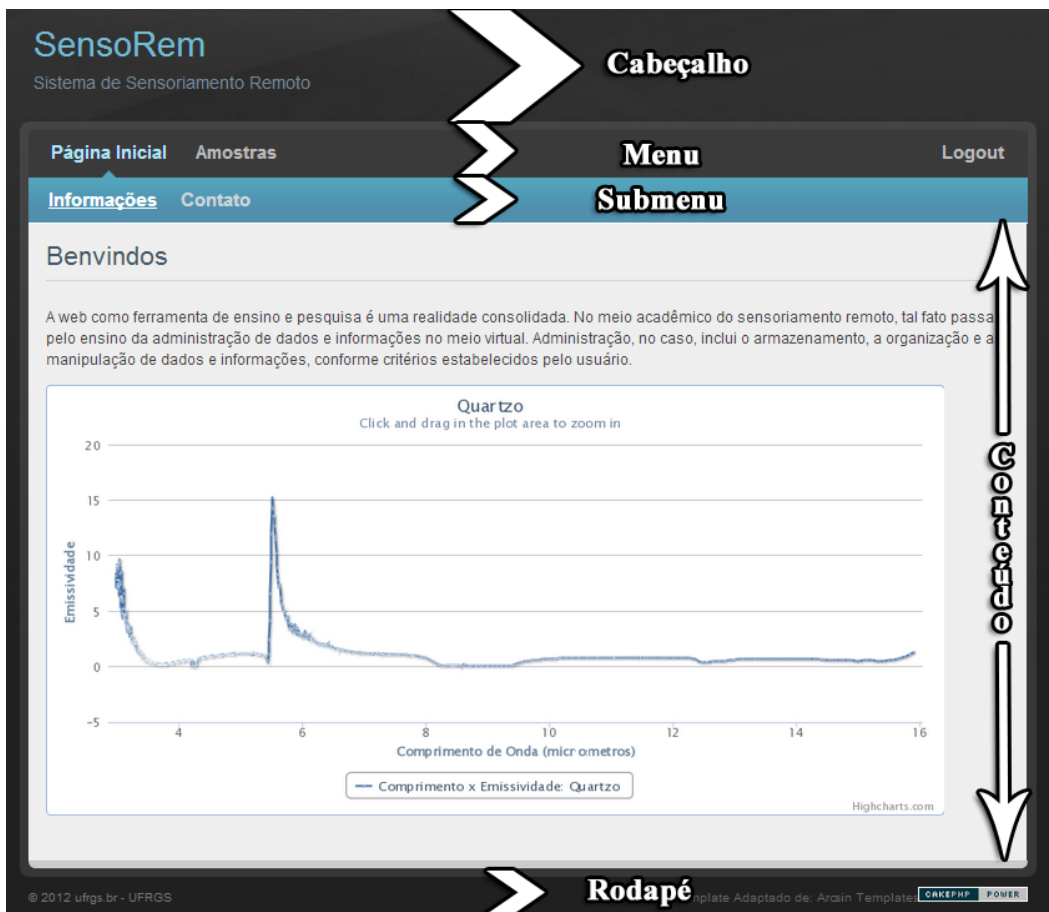 SensoRem
Sistema de Sensoriamento Remoto
Cabeçalho
Página Inicial Amostras Menu Logout
Informações Contato Submenu
Benvindos
A web como ferramenta de ensino e pesquisa é uma realidade consolidada. No meio acadêmico do sensoriamento remoto, tal fato passa
pelo ensino da administração de dados e informações no meio virtual. Administração, no caso, inclui o armazenamento, a organização e a
manipulação de dados e informações, conforme critérios estabelecidos pelo usuário.
Quartzo
Click and drag in the plot area to zoom in
20
15
10
5
0
-5
Emissividade
4 6 8 10 12 14 16
Comprimento de Onda (micrometros)
Comprimento x Emissividade: Quartzo
Highcharts.com
Conteúdo
© 2012 ufrgs.br - UFRGS Rodapé Adaptado de: Arcsin Templates CAKEPHP POWER